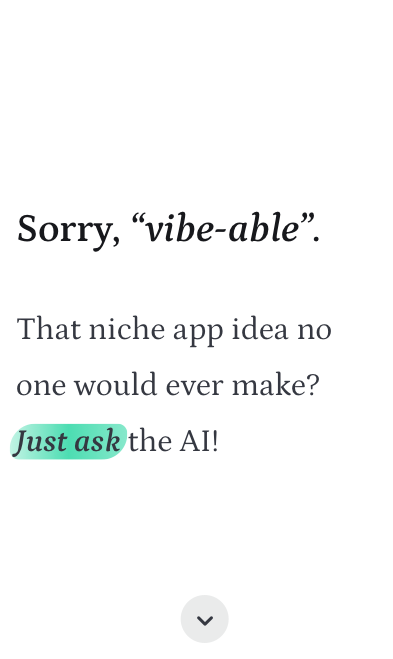 Sorry, “vibe-able”.
That niche app idea no
one would ever make?
Just ask the AI!